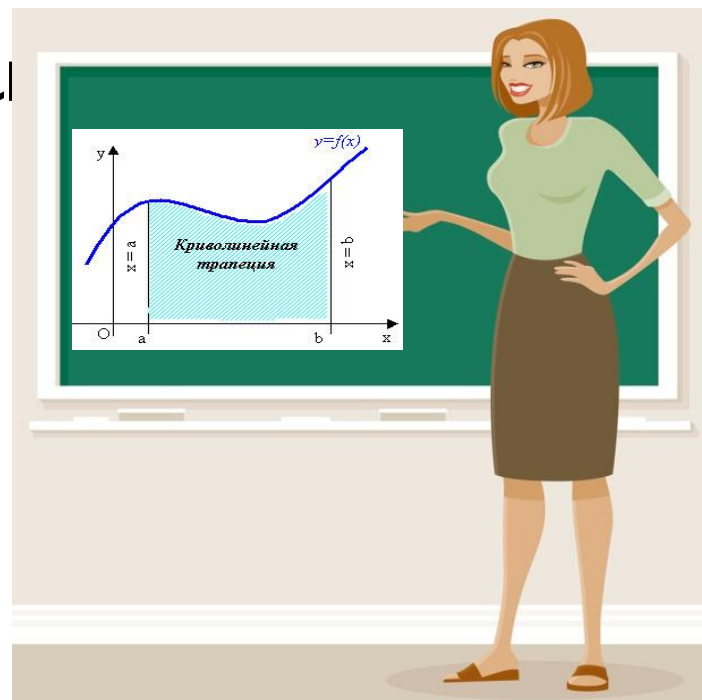 y=f(x)
y
x = a
Криволинейная
трапеция
x = b
O
a
b
x